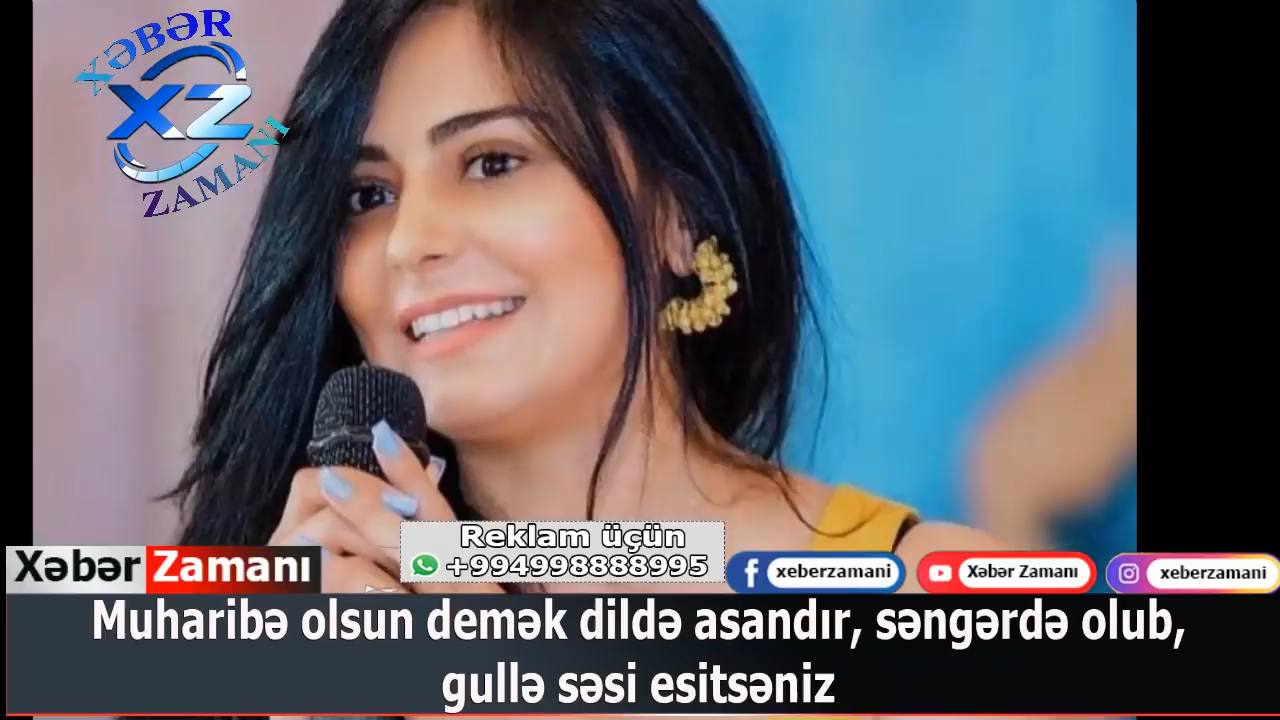 XƏBƏR
XZ
ZAMANI
Reklam üçün
+994998888995
Xəbər Zamanı
xeberzamani
Xəbər Zamanı
xeberzamani
Muharibə olsun demək dildə asandır, səngərdə olub,
gullə səsi esitsəniz